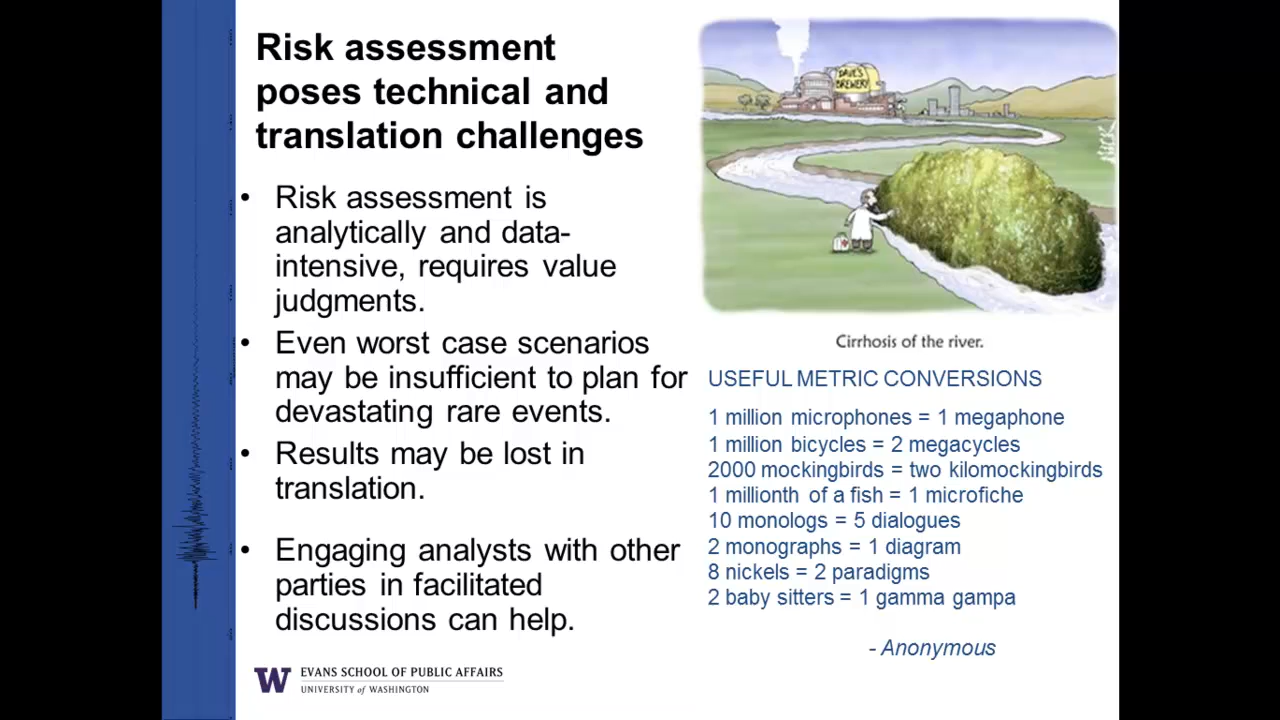 Risk assessment
poses technical and
translation challenges
• Risk assessment is
analytically and data-
intensive, requires value
judgments.
• Even worst case scenarios
may be insufficient to plan for
devastating rare events.
• Results may be lost in
translation.
• Engaging analysts with other
parties in facilitated
discussions can help.
W EVANS SCHOOL OF PUBLIC AFFAIRS
UNIVERSITY of WASHINGTON
DAVE'S
BREWERY
Cirrhosis of the river.
USEFUL METRIC CONVERSIONS
1 million microphones = 1 megaphone
1 million bicycles = 2 megacycles
2000 mockingbirds = two kilomockingbirds
1 millionth of a fish = 1 microfiche
10 monologs = 5 dialogues
2 monographs = 1 diagram
8 nickels = 2 paradigms
2 baby sitters = 1 gamma gampa
- Anonymous